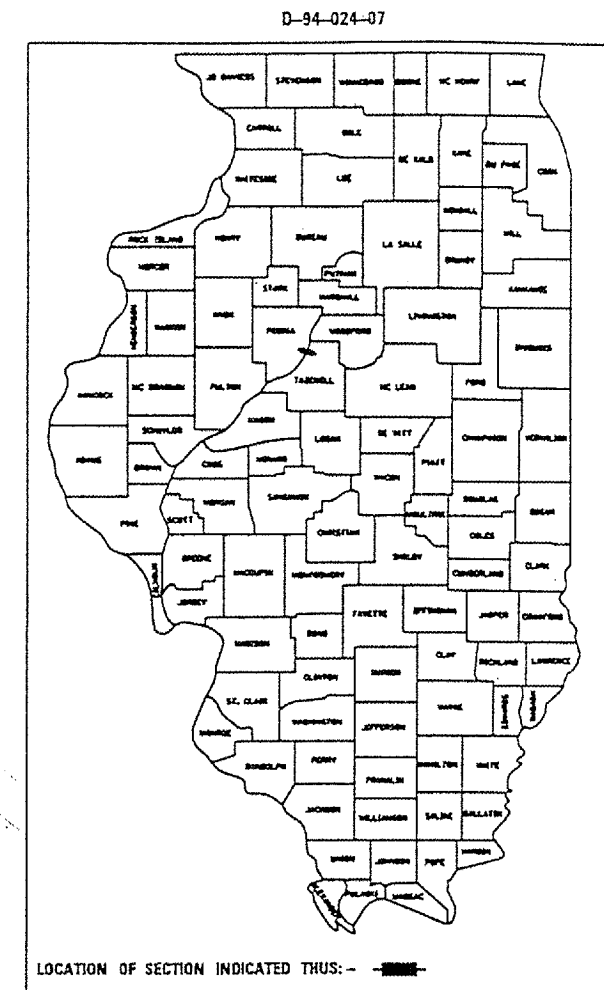 D-94-024-07
JO DAVIESS STEPHENSON WINNEBAGO BOONE MC HENRY LAKE
CARROLL OGLE DE KALB KANE DU PAGE COOK
WHITESIDE LEE
KENDALL WILL
ROCK ISLAND HENRY BUREAU LA SALLE GRUNDY
MERCER PUTNAM KANKAKEE
STARK MARSHALL
HENDERSON WARREN KNOX PEORIA WOODFORD LIVINGSTON IROQUOIS
HANCOCK MC DONOUGH FULTON TAZEWELL MC LEAN FORD
SCHUYLER MASON LOGAN DE WITT CHAMPAIGN VERMILION
ADAMS BROWN CASS MENARD MACON PIATT
PIKE SCOTT MORGAN SANGAMON MOULTRIE DOUGLAS EDGAR
CHRISTIAN COLES
CALHOUN GREENE MACOUPIN MONTGOMERY SHELBY CUMBERLAND CLARK
JERSEY FAYETTE EFFINGHAM JASPER CRAWFORD
MADISON BOND CLAY RICHLAND LAWRENCE
CLINTON MARION
ST. CLAIR WAYNE EDWARDS WABASH
MONROE WASHINGTON JEFFERSON
RANDOLPH PERRY HAMILTON WHITE
FRANKLIN
JACKSON WILLIAMSON SALINE GALLATIN
UNION JOHNSON POPE HARDIN
ALEXANDER PULASKI MASSAC
LOCATION OF SECTION INDICATED THUS: -